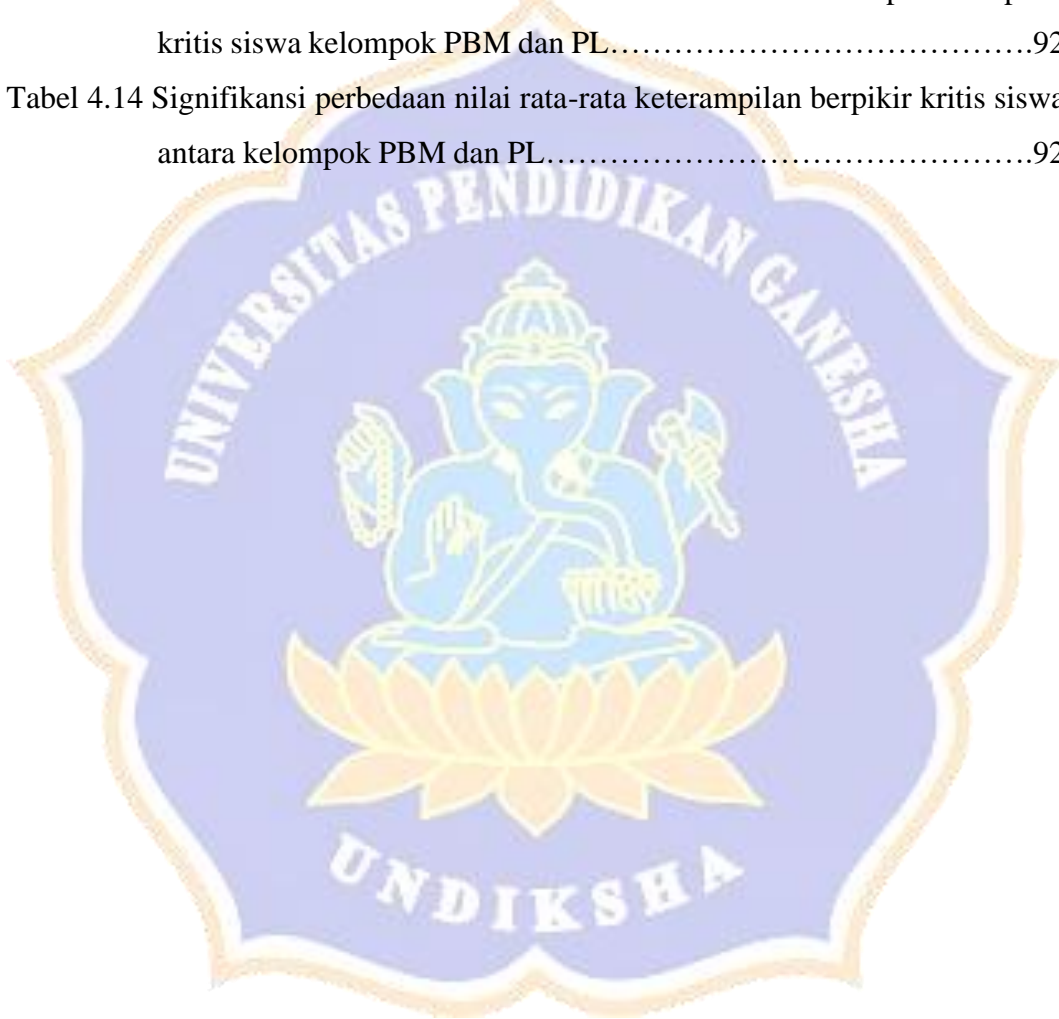 kritis siswa kelompok PBM dan PL………………………………….92
Tabel 4.14 Signifikansi perbedaan nilai rata-rata keterampilan berpikir kritis siswa
antara kelompok PBM dan PL……………………………………….92
UNIVERSITAS PENDIDIKAN GANESHA
UNDIKSHA